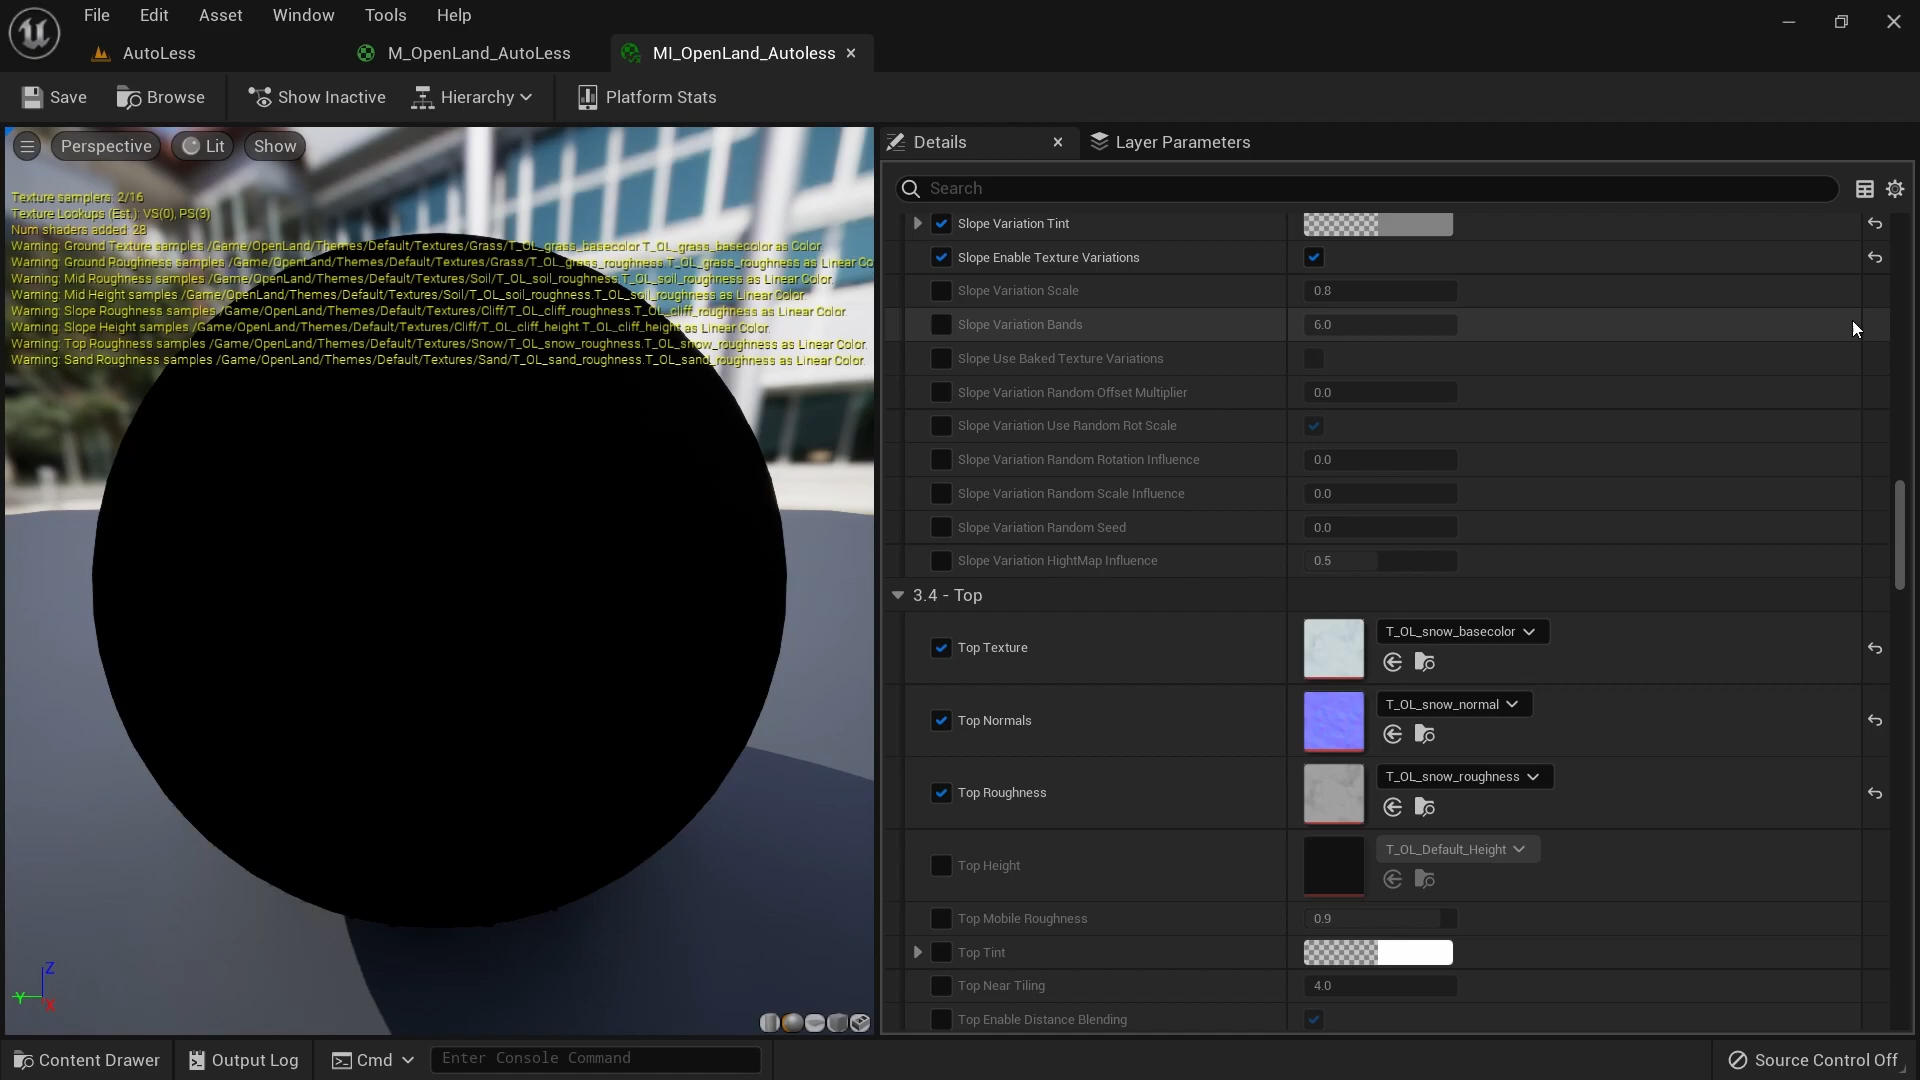 File Edit Asset Window Tools Help
AutoLess M_OpenLand_AutoLess MI_OpenLand_Autoless
Save Browse Show Inactive Hierarchy Platform Stats
Perspective Lit Show
Texture samplers: 2/16
Texture Lookups (Est.): VS(0), PS(3)
Num shaders added: 28
Warning: Ground Texture samples /Game/OpenLand/Themes/Default/Textures/Grass/T_OL_grass_basecolor.T_OL_grass_basecolor as Color.
Warning: Ground Roughness samples /Game/OpenLand/Themes/Default/Textures/Grass/T_OL_grass_roughness.T_OL_grass_roughness as Linear Co
Warning: Mid Roughness samples /Game/OpenLand/Themes/Default/Textures/Soil/T_OL_soil_roughness.T_OL_soil_roughness as Linear Color.
Warning: Mid Height samples /Game/OpenLand/Themes/Default/Textures/Soil/T_OL_soil_roughness.T_OL_soil_roughness as Linear Color.
Warning: Slope Roughness samples /Game/OpenLand/Themes/Default/Textures/Cliff/T_OL_cliff_roughness.T_OL_cliff_roughness as Linear Color.
Warning: Slope Height samples /Game/OpenLand/Themes/Default/Textures/Cliff/T_OL_cliff_height.T_OL_cliff_height as Linear Color.
Warning: Top Roughness samples /Game/OpenLand/Themes/Default/Textures/Snow/T_OL_snow_roughness.T_OL_snow_roughness as Linear Color.
Warning: Sand Roughness samples /Game/OpenLand/Themes/Default/Textures/Sand/T_OL_sand_roughness.T_OL_sand_roughness as Linear Color.
Z
Y
X
Details Layer Parameters
Search
Slope Variation Tint
Slope Enable Texture Variations
Slope Variation Scale 0.8
Slope Variation Bands 6.0
Slope Use Baked Texture Variations
Slope Variation Random Offset Multiplier 0.0
Slope Variation Use Random Rot Scale
Slope Variation Random Rotation Influence 0.0
Slope Variation Random Scale Influence 0.0
Slope Variation Random Seed 0.0
Slope Variation HightMap Influence 0.5
3.4 - Top
Top Texture T_OL_snow_basecolor
Top Normals T_OL_snow_normal
Top Roughness T_OL_snow_roughness
Top Height T_OL_Default_Height
Top Mobile Roughness 0.9
Top Tint
Top Near Tiling 4.0
Top Enable Distance Blending
Content Drawer Output Log Cmd Enter Console Command Source Control Off